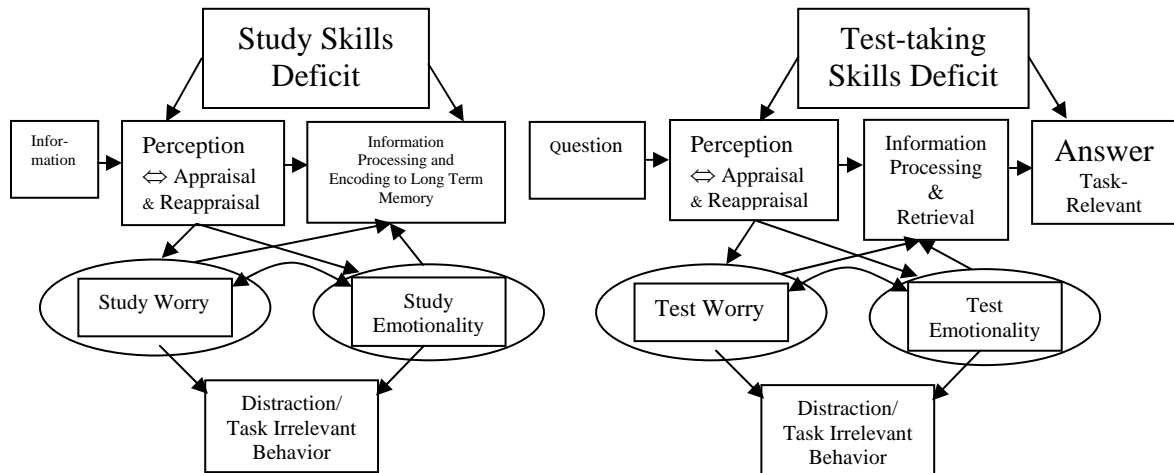 Study Skills
Deficit
Infor-
mation
Perception
⇔ Appraisal
& Reappraisal
Information
Processing and
Encoding to Long Term
Memory
Study Worry
Study
Emotionality
Distraction/
Task Irrelevant
Behavior
Test-taking
Skills Deficit
Question
Perception
⇔ Appraisal
& Reappraisal
Information
Processing
&
Retrieval
Answer
Task-
Relevant
Test Worry
Test
Emotionality
Distraction/
Task Irrelevant
Behavior